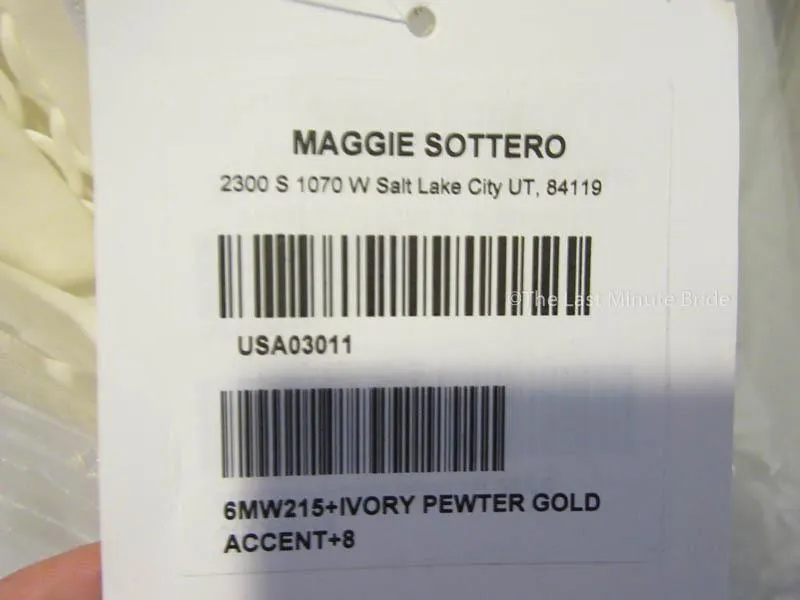 MAGGIE SOTTERO
2300 S 1070 W Salt Lake City UT, 84119
©The Last Minute Bride
USA03011
6MW215+IVORY PEWTER GOLD
ACCENT+8